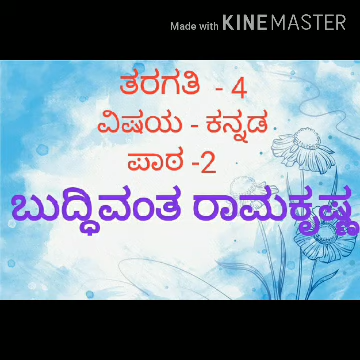 Made with KINEMASTER
ತರಗತಿ - 4
ವಿಷಯ - ಕನ್ನಡ
ಪಾಠ -2
ಬುದ್ಧಿವಂತ ರಾಮಕೃಷ್ಣ